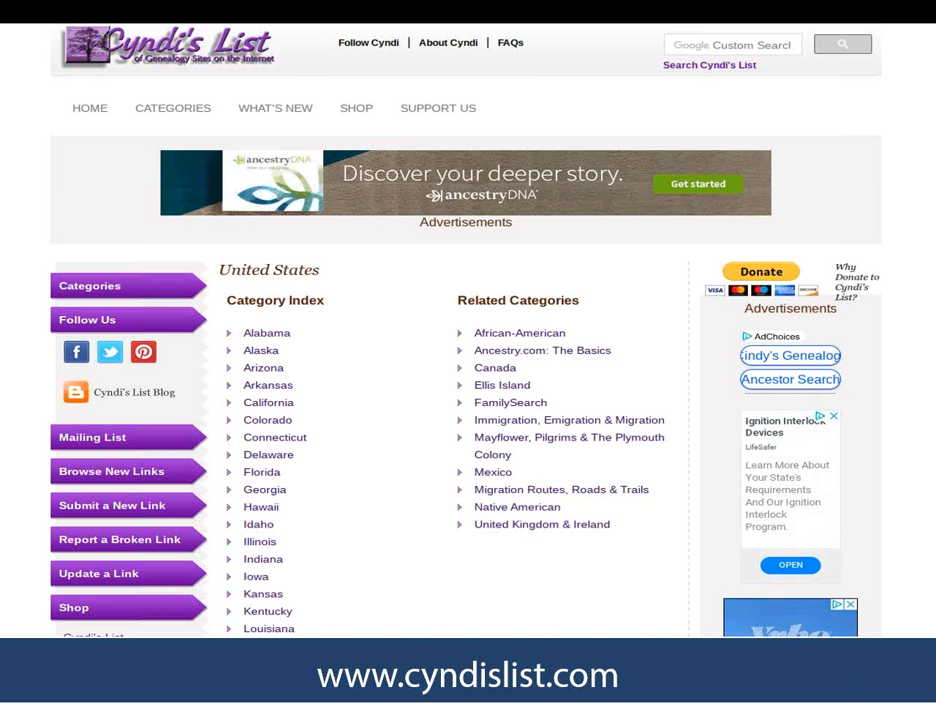 Cyndi's List
of Genealogy Sites on the Internet
Follow Cyndi | About Cyndi | FAQs
Google Custom Search
Search Cyndi's List
HOME CATEGORIES WHAT'S NEW SHOP SUPPORT US
ancestryDNA
Discover your deeper story.
ancestryDNA
Get started
Advertisements
Categories
Follow Us
Cyndi's List Blog
Mailing List
Browse New Links
Submit a New Link
Report a Broken Link
Update a Link
Shop
Cyndi's List
United States
Category Index
Alabama
Alaska
Arizona
Arkansas
California
Colorado
Connecticut
Delaware
Florida
Georgia
Hawaii
Idaho
Illinois
Indiana
Iowa
Kansas
Kentucky
Louisiana
Related Categories
African-American
Ancestry.com: The Basics
Canada
Ellis Island
FamilySearch
Immigration, Emigration & Migration
Mayflower, Pilgrims & The Plymouth
Colony
Mexico
Migration Routes, Roads & Trails
Native American
United Kingdom & Ireland
Donate
VISA
DISCOVER
Why
Donate to
Cyndi's
List?
Advertisements
AdChoices
indy's Genealog
Ancestor Search
Ignition Interlock
Devices
LifeSafer
Learn More About
Your State's
Requirements
And Our Ignition
Interlock
Program.
OPEN
www.cyndislist.com